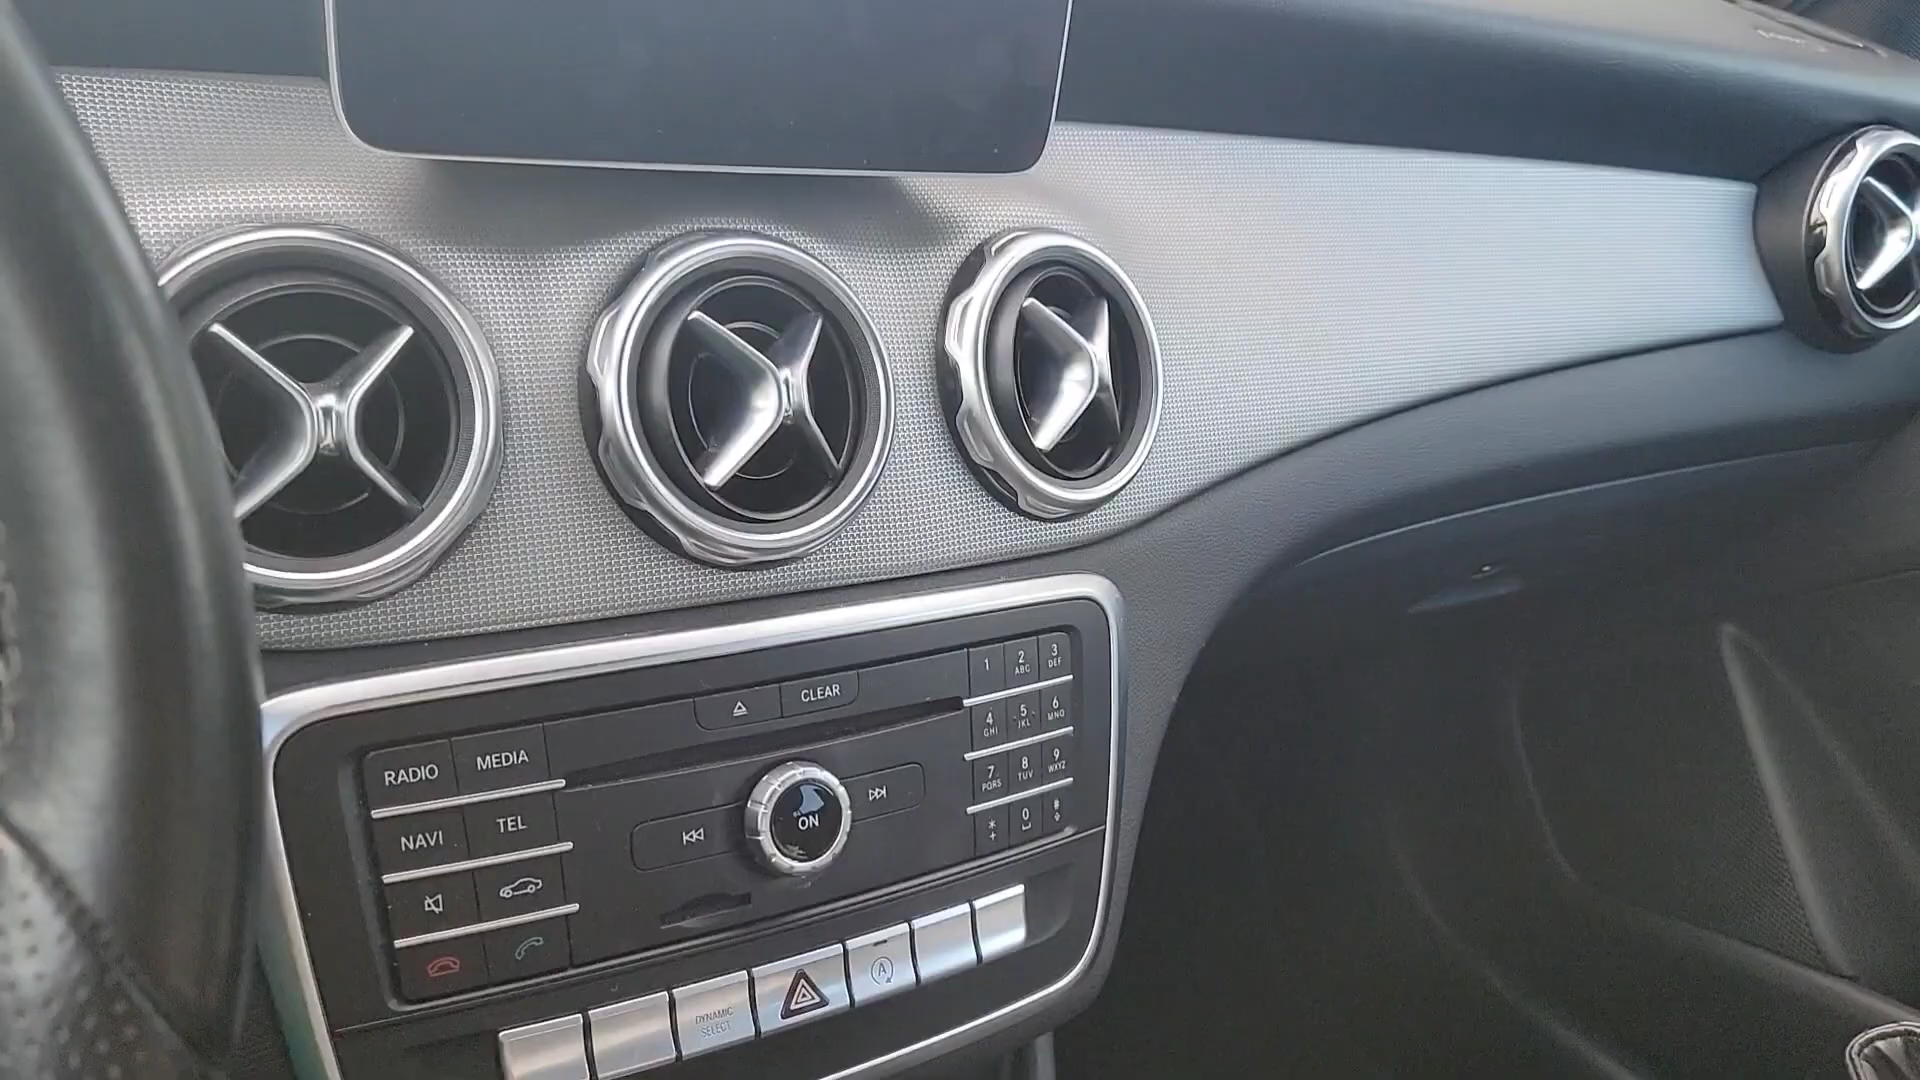 CLEAR
1
2
ABC
3
DEF
4
GHI
5
JKL
6
MNO
7
PQRS
8
TUV
9
WXYZ
*
+
0
#
RADIO
MEDIA
NAVI
TEL
ON
DYNAMIC
SELECT
A